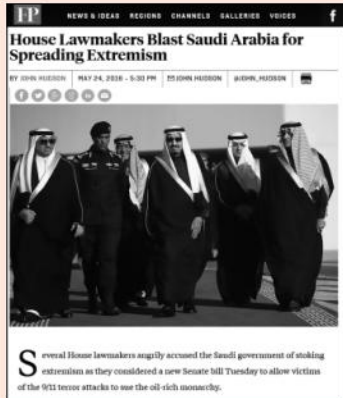 FP NEWS & IDEAS REGIONS CHANNELS GALLERIES VOICES f
House Lawmakers Blast Saudi Arabia for
Spreading Extremism
BY JOHN HUDSON MAY 24, 2016 - 5:30 PM JOHN HUDSON @JOHN_HUDSON
Several House lawmakers angrily accused the Saudi government of stoking
extremism as they considered a new Senate bill Tuesday to allow victims
of the 9/11 terror attacks to sue the oil-rich monarchy.